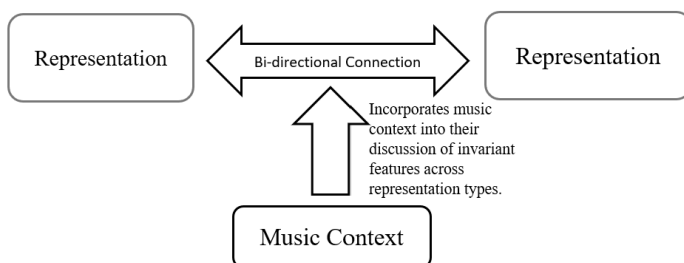 Representation
Bi-directional Connection
Representation
Incorporates music
context into their
discussion of invariant
features across
representation types.
Music Context